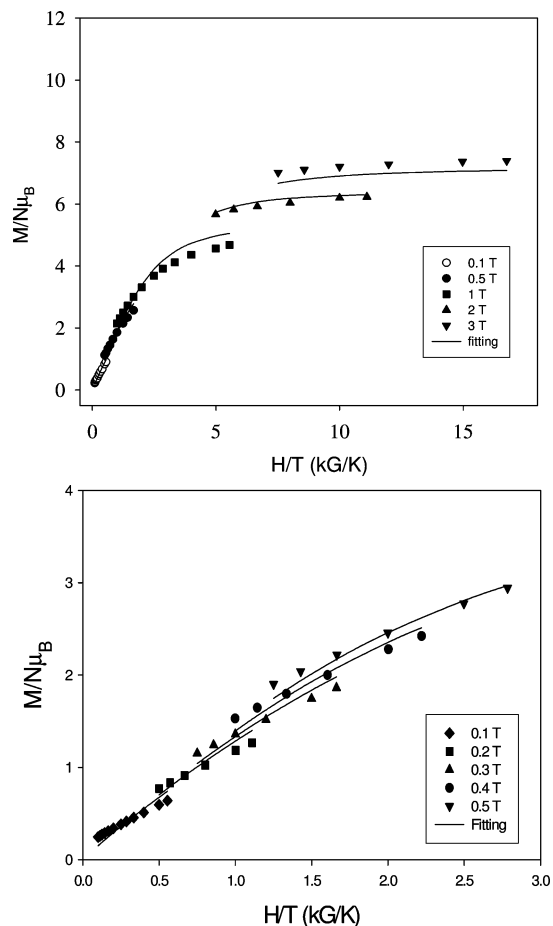 12
10
8
6
4
2
0
M/NμB
0 5 10 15
H/T (kG/K)
0.1 T
0.5 T
1 T
2 T
3 T
fitting
4
3
2
1
0
M/NμB
0.0 0.5 1.0 1.5 2.0 2.5 3.0
H/T (kG/K)
0.1 T
0.2 T
0.3 T
0.4 T
0.5 T
Fitting